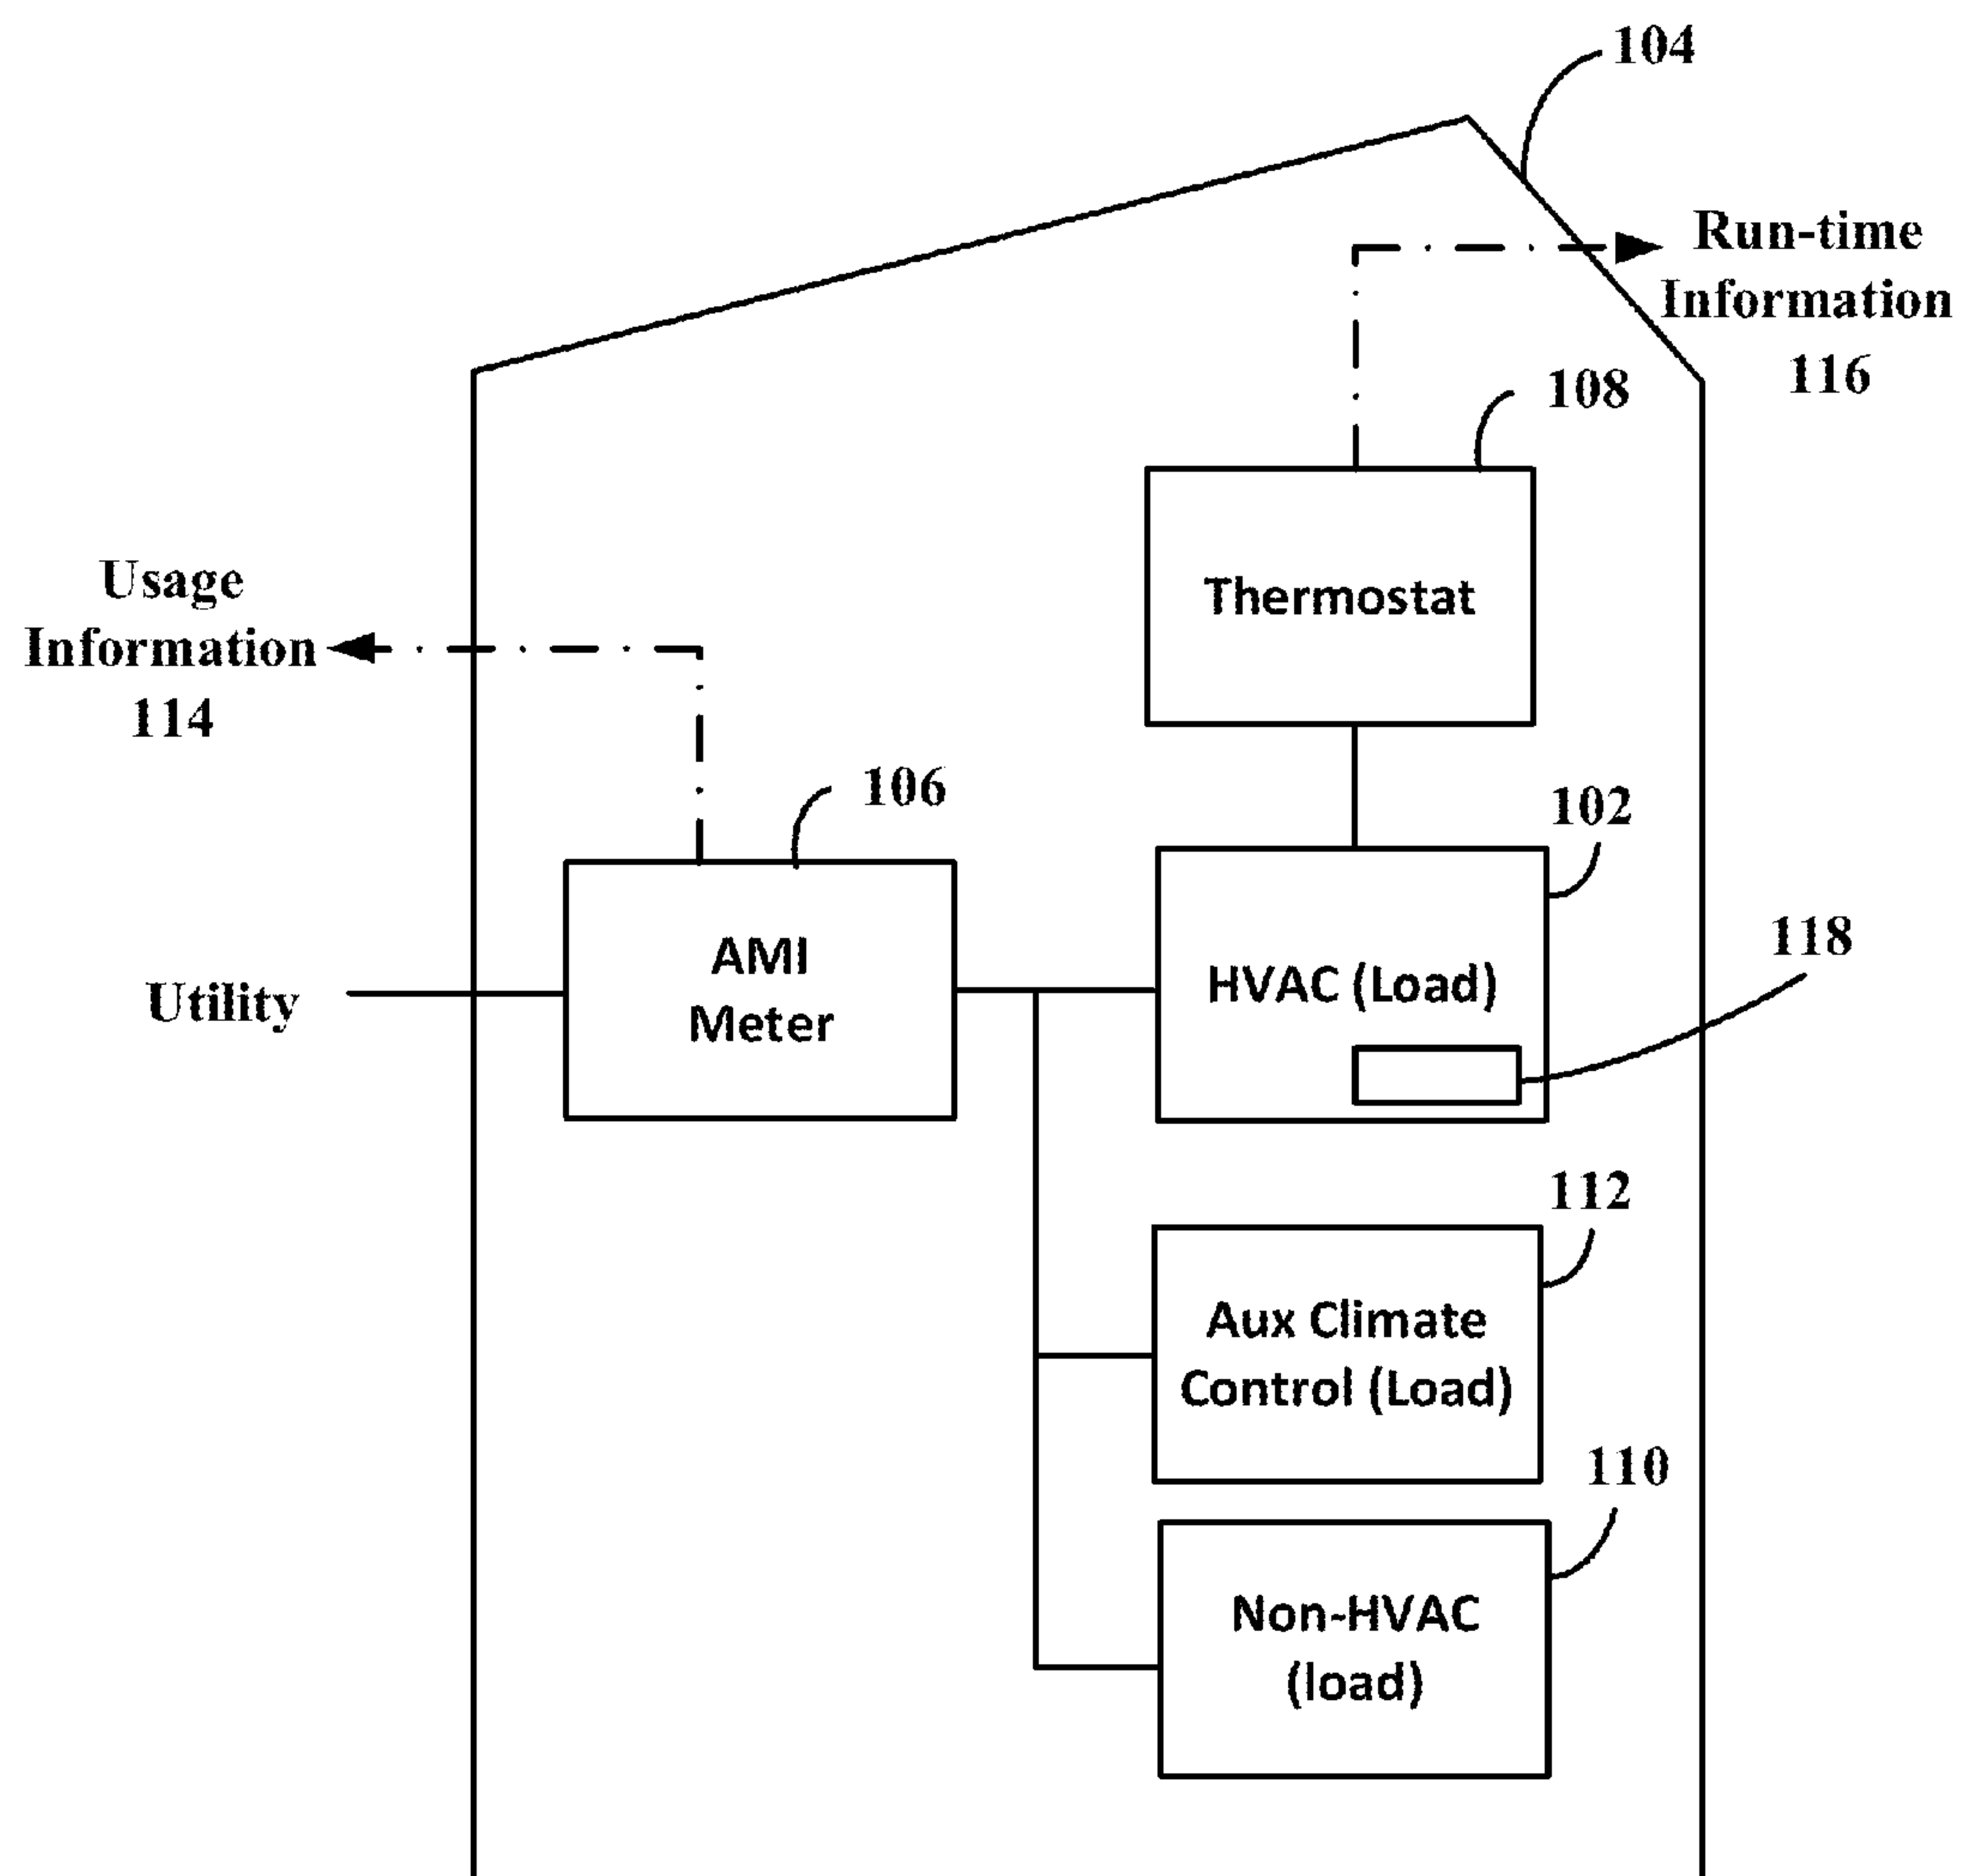 104
Run-time
Information
116
108
Thermostat
Usage
Information
114
106
102
AMI
Meter
HVAC (Load)
118
Utility
112
Aux Climate
Control (Load)
110
Non-HVAC
(load)